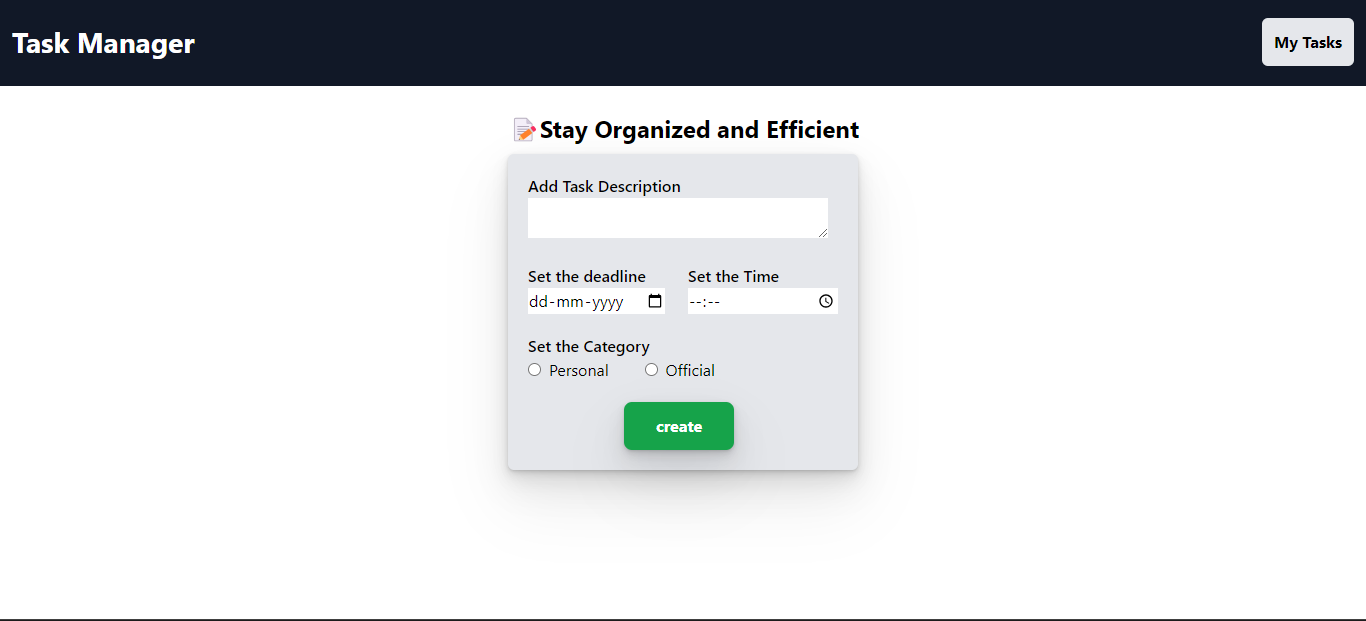 Task Manager
My Tasks
📝Stay Organized and Efficient
Add Task Description
Set the deadline Set the Time
dd-mm-yyyy --:--
Set the Category
Personal Official
create